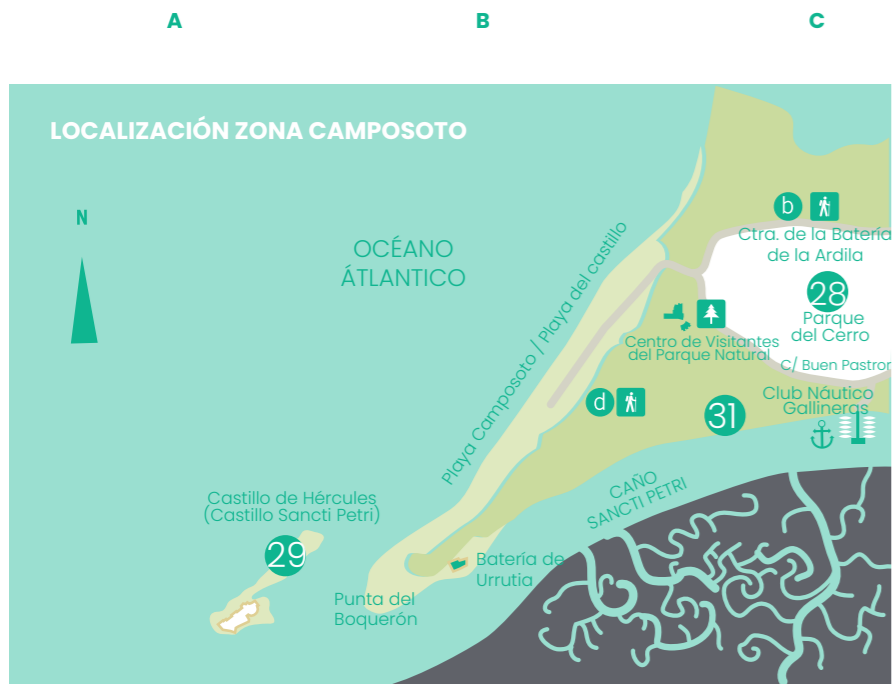 A
B
C
LOCALIZACIÓN ZONA CAMPOSOTO
N
OCÉANO
ÁTLANTICO
Playa Camposoto / Playa del castillo
b
Ctra. de la Batería
de la Ardila
28
Parque
del Cerro
Centro de Visitantes
del Parque Natural
C/ Buen Pastror
d
31
Club Náutico
Gallineras
CAÑO
SANCTI PETRI
Castillo de Hércules
(Castillo Sancti Petri)
29
Batería de
Urrutia
Punta del
Boquerón